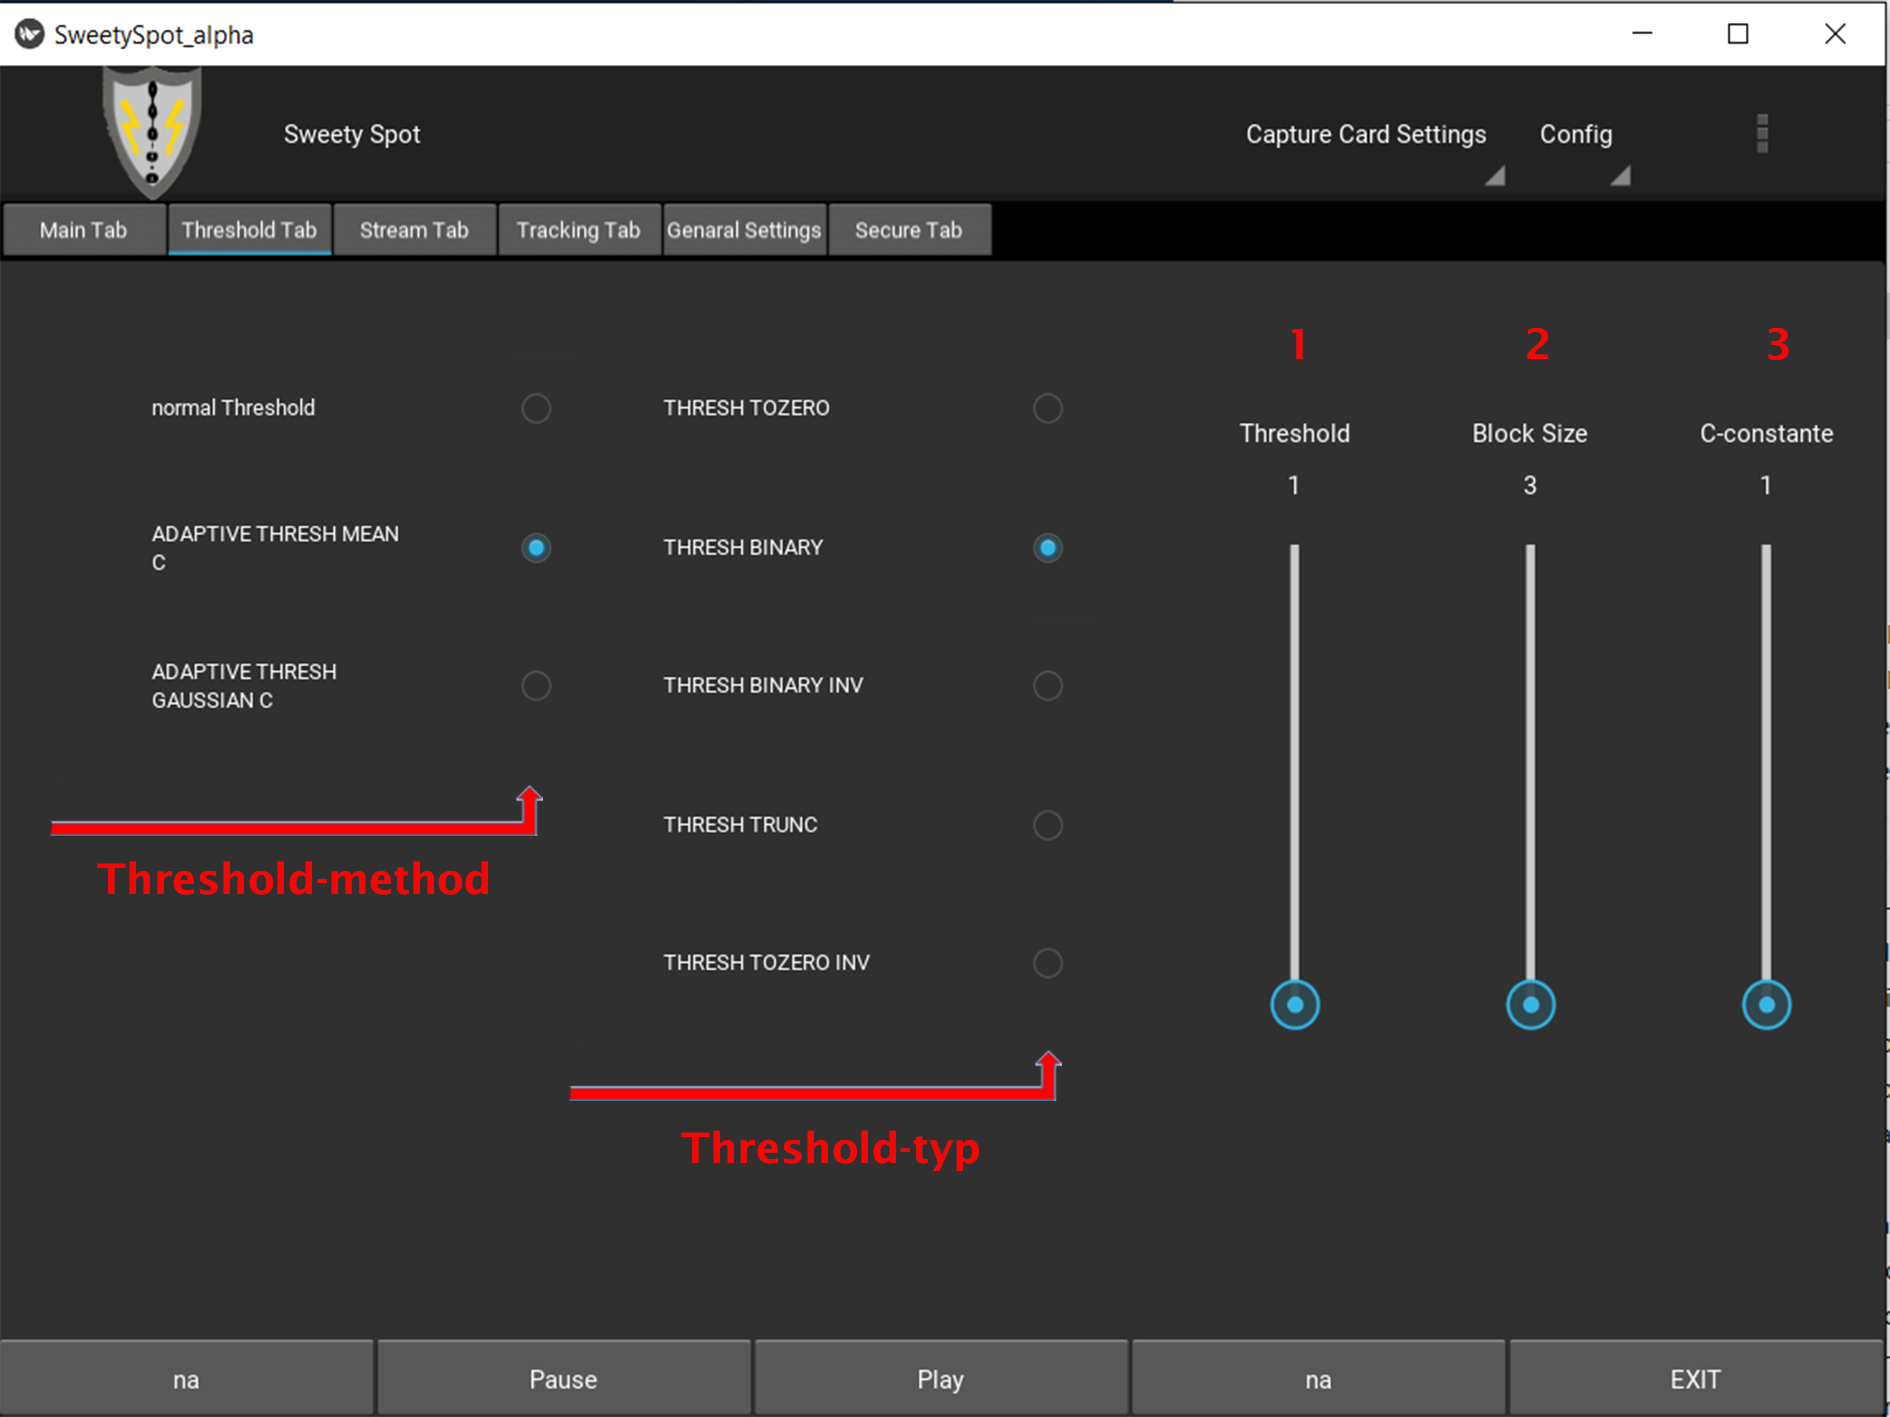 SweetySpot_alpha
Sweety Spot
Capture Card Settings
Config
Main Tab
Threshold Tab
Stream Tab
Tracking Tab
Genaral Settings
Secure Tab
1
2
3
normal Threshold
THRESH TOZERO
Threshold
Block Size
C-constante
1
3
1
ADAPTIVE THRESH MEAN
C
THRESH BINARY
ADAPTIVE THRESH
GAUSSIAN C
THRESH BINARY INV
THRESH TRUNC
Threshold-method
THRESH TOZERO INV
Threshold-typ
na
Pause
Play
na
EXIT